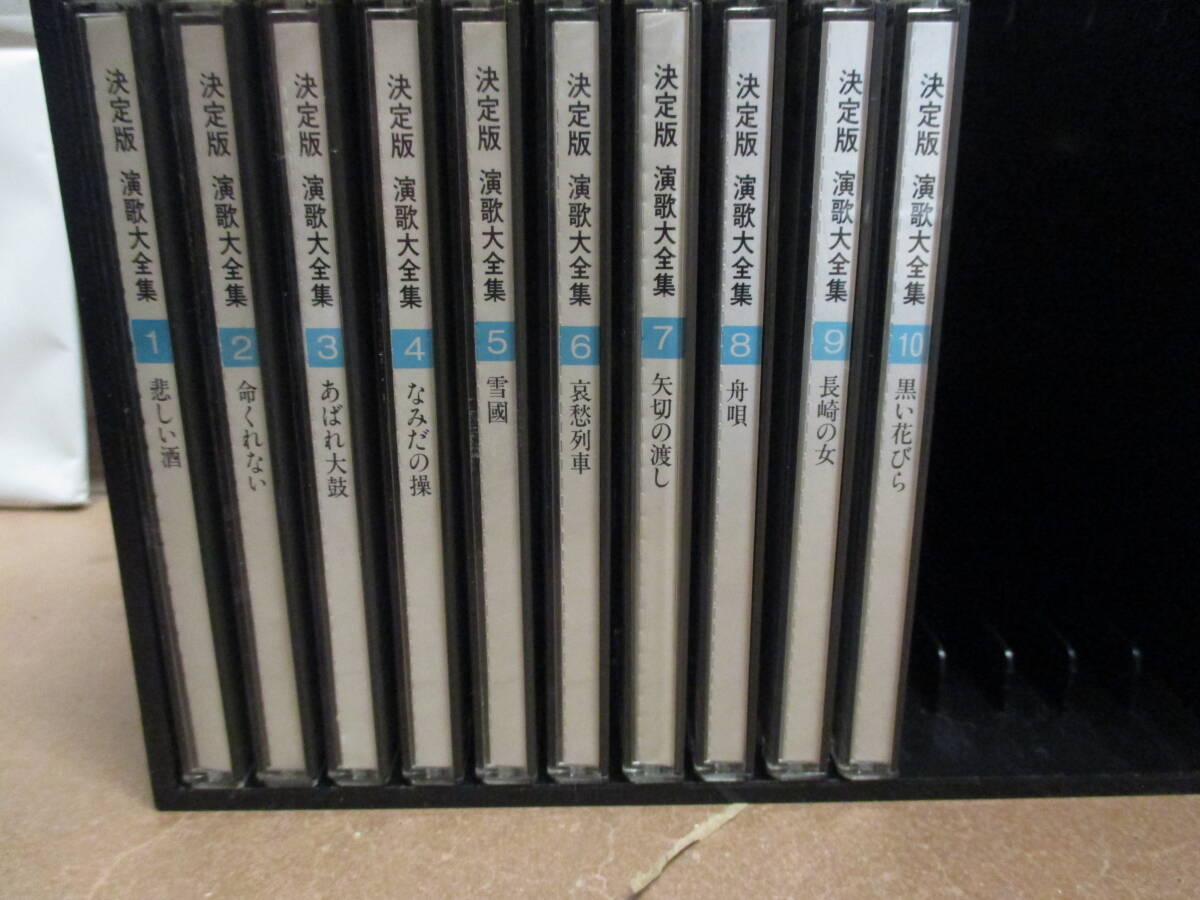 決定版 演歌大全集 1 悲しい酒
決定版 演歌大全集 2 命くれない
決定版 演歌大全集 3 あばれ太鼓
決定版 演歌大全集 4 なみだの操
決定版 演歌大全集 5 雪國
決定版 演歌大全集 6 哀愁列車
決定版 演歌大全集 7 矢切の渡し
決定版 演歌大全集 8 舟唄
決定版 演歌大全集 9 長崎の女
決定版 演歌大全集 10 黒い花びら